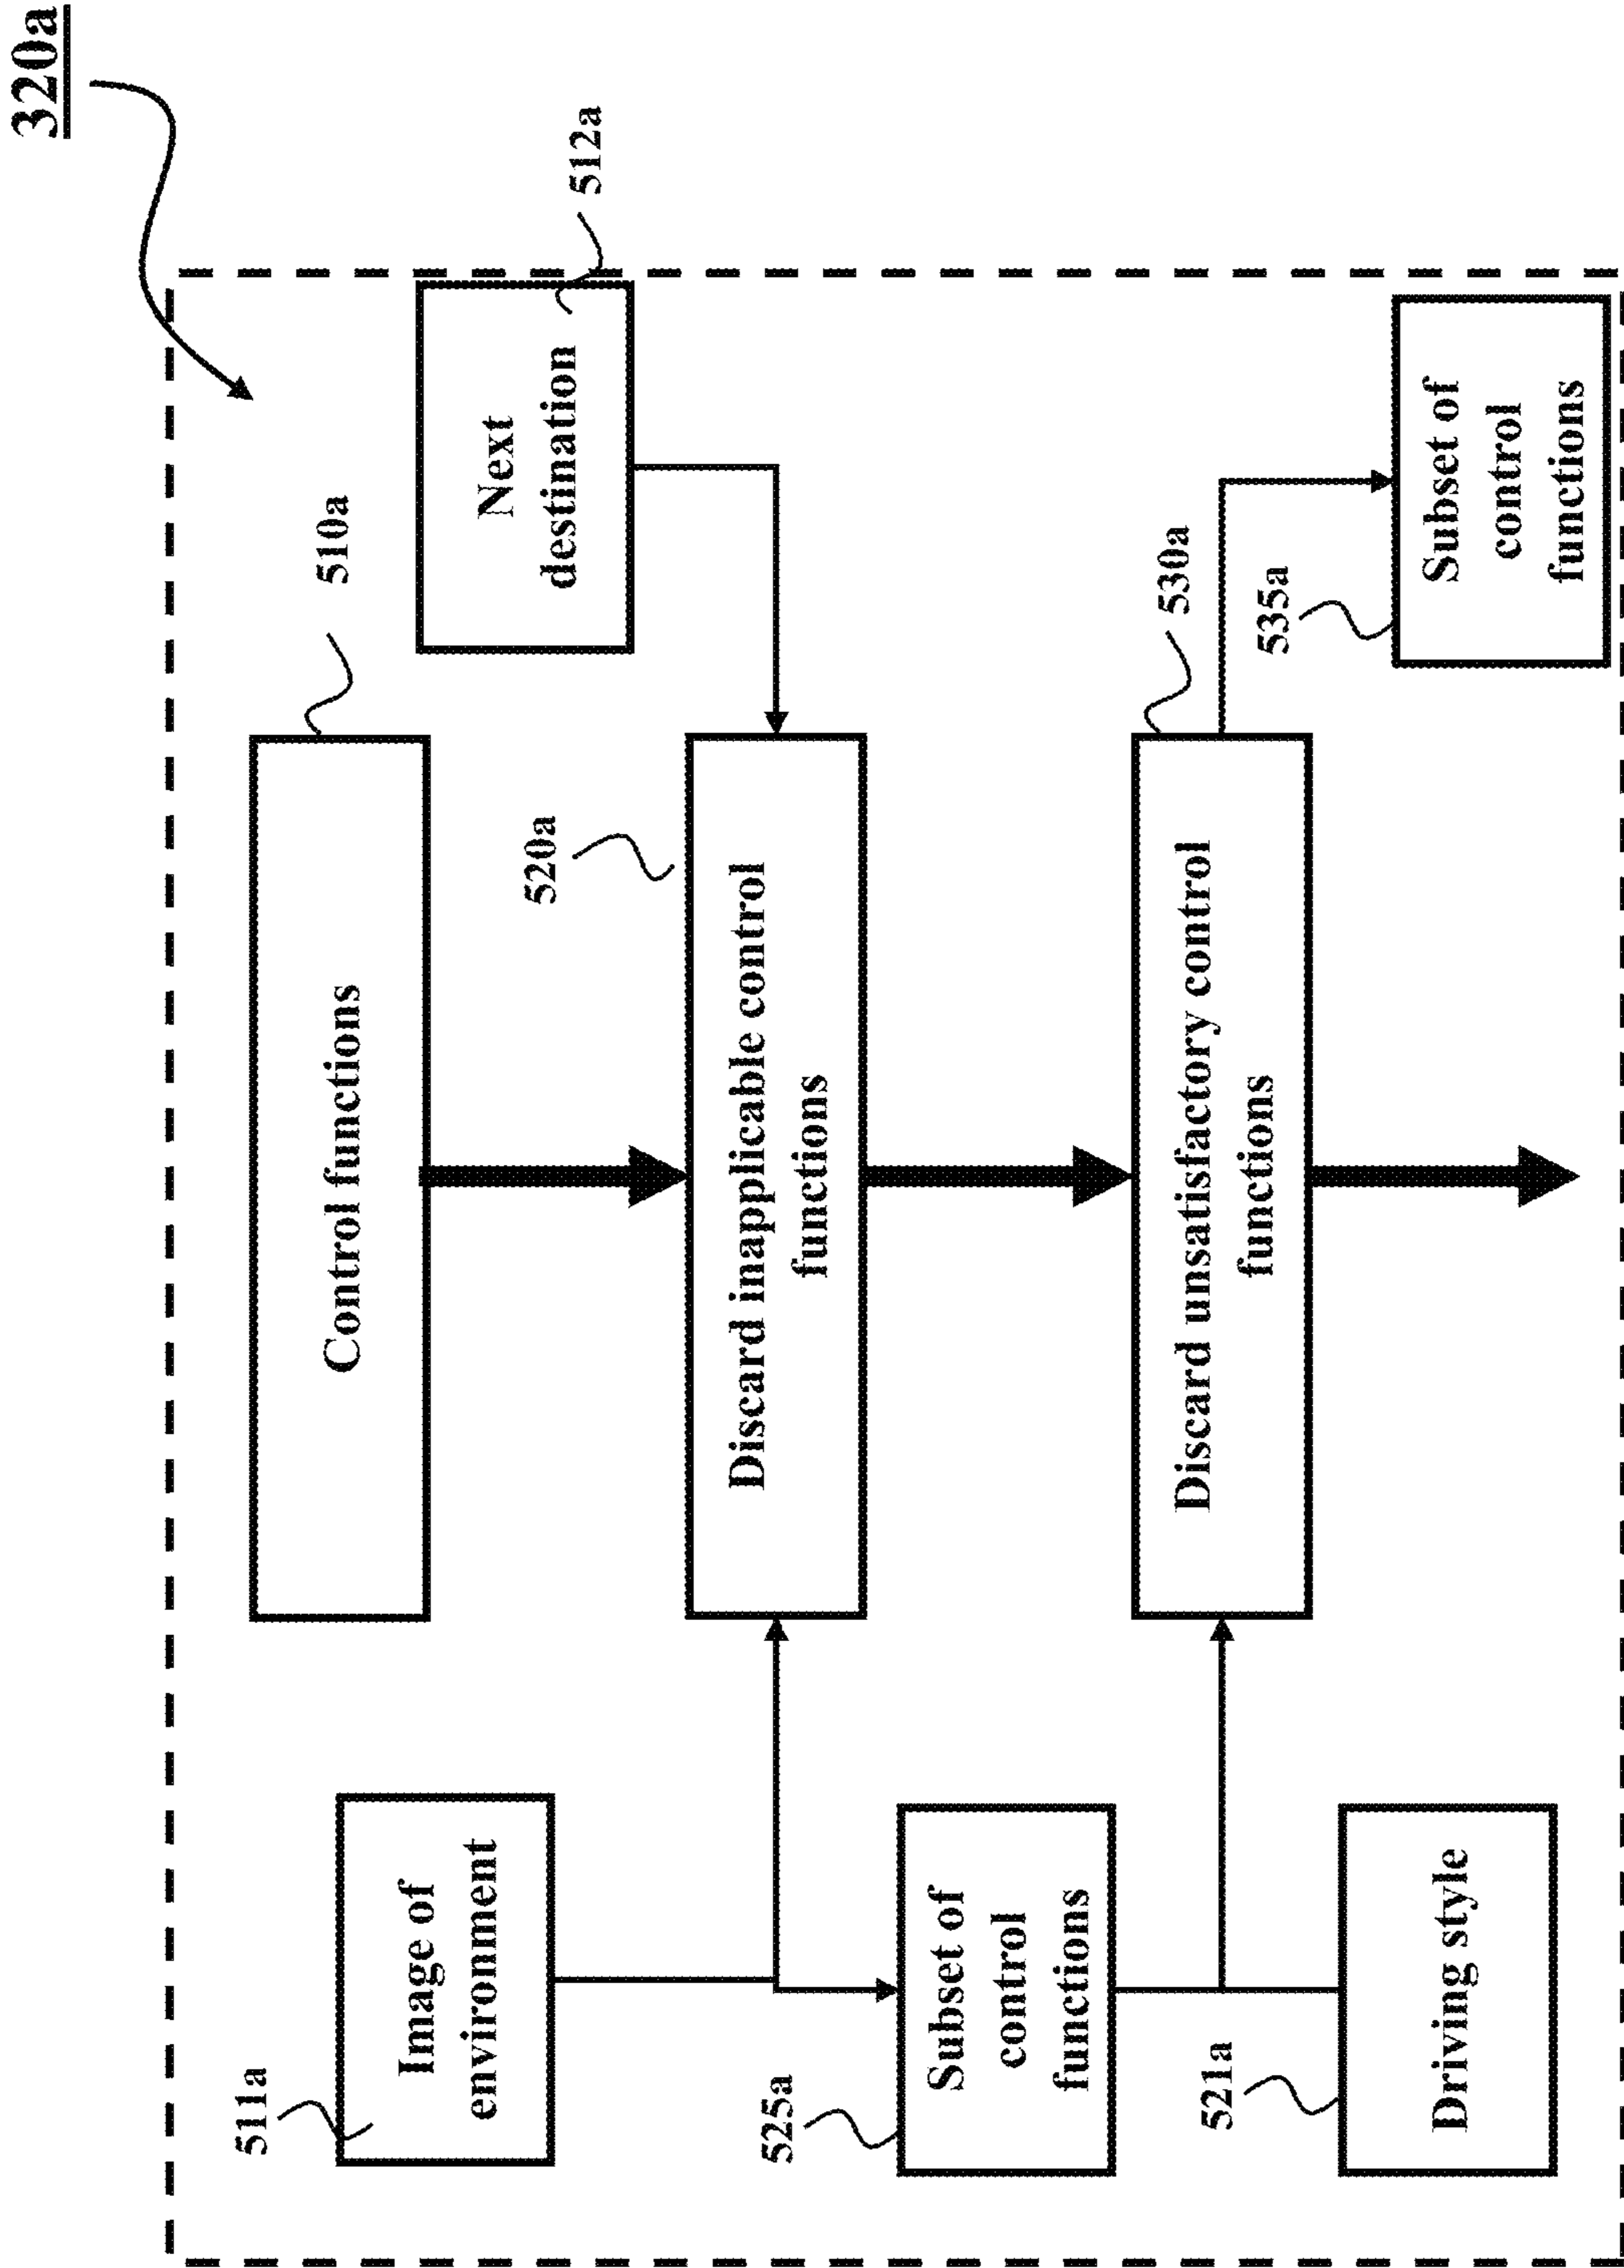 320a
510a
Control functions
511a
Image of
environment
Next
destination
512a
520a
Discard inapplicable control
functions
525a
Subset of
control
functions
530a
Discard unsatisfactory control
functions
521a
Driving style
535a
Subset of
control
functions